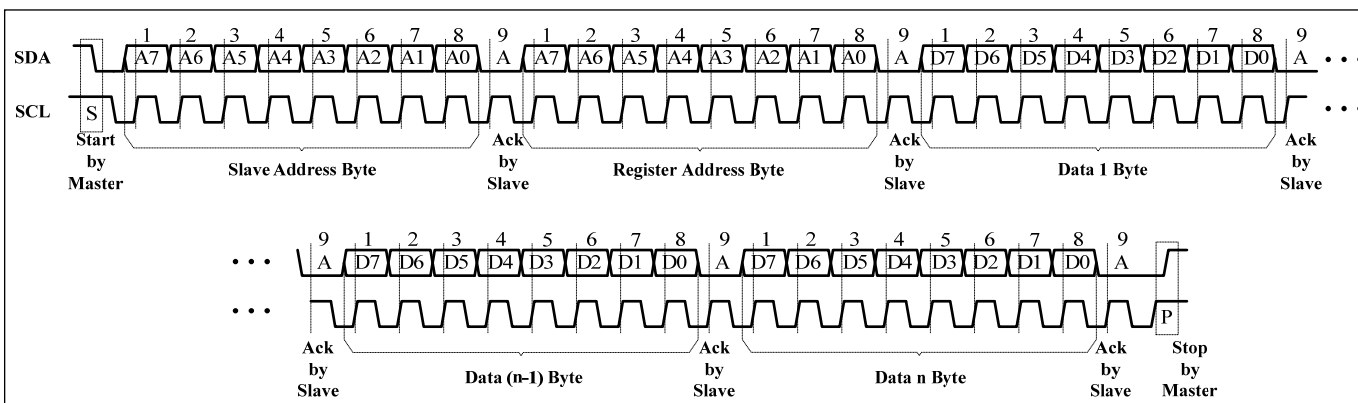 1 2 3 4 5 6 7 8 9 1 2 3 4 5 6 7 8 9 1 2 3 4 5 6 7 8 9
SDA A7 A6 A5 A4 A3 A2 A1 A0 A A7 A6 A5 A4 A3 A2 A1 A0 A D7 D6 D5 D4 D3 D2 D1 D0 A • • •
SCL S • • •
Start by Master
Slave Address Byte
Ack by Slave
Register Address Byte
Ack by Slave
Data 1 Byte
Ack by Slave
9 1 2 3 4 5 6 7 8 9 1 2 3 4 5 6 7 8 9
• • • A D7 D6 D5 D4 D3 D2 D1 D0 A D7 D6 D5 D4 D3 D2 D1 D0 A
• • • P
Ack by Slave
Data (n-1) Byte
Ack by Slave
Data n Byte
Ack by Slave
Stop by Master